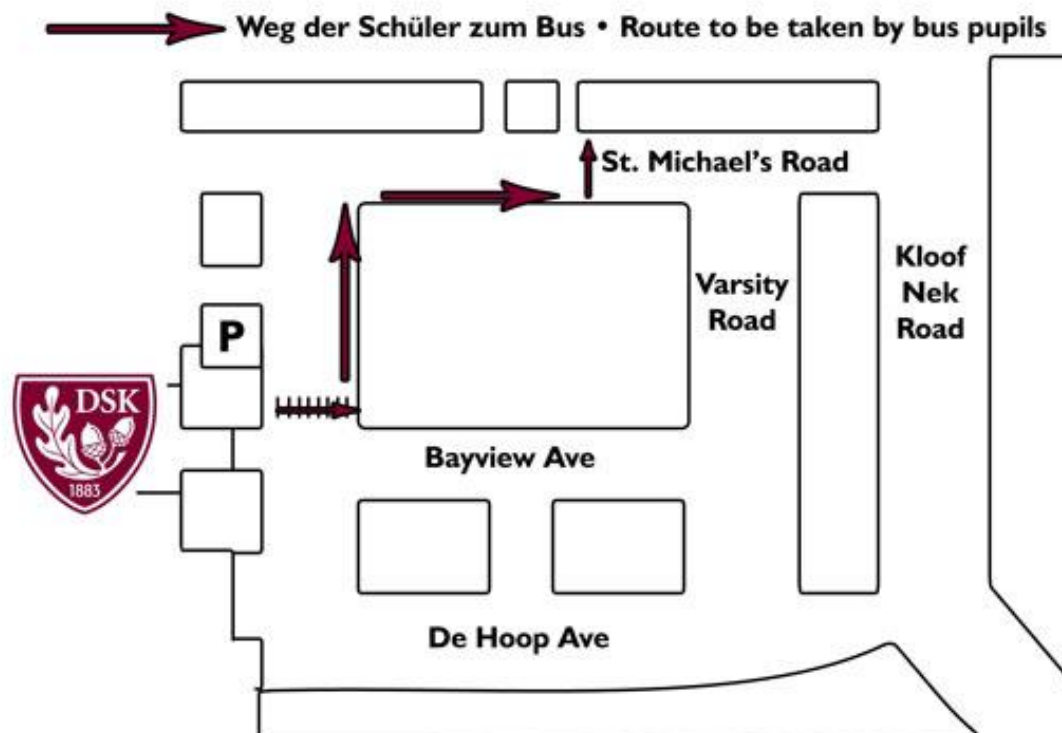 Weg der Schüler zum Bus • Route to be taken by bus pupils
St. Michael's Road
Varsity
Road
Kloof
Nek
Road
P
DSK
1883
Bayview Ave
De Hoop Ave